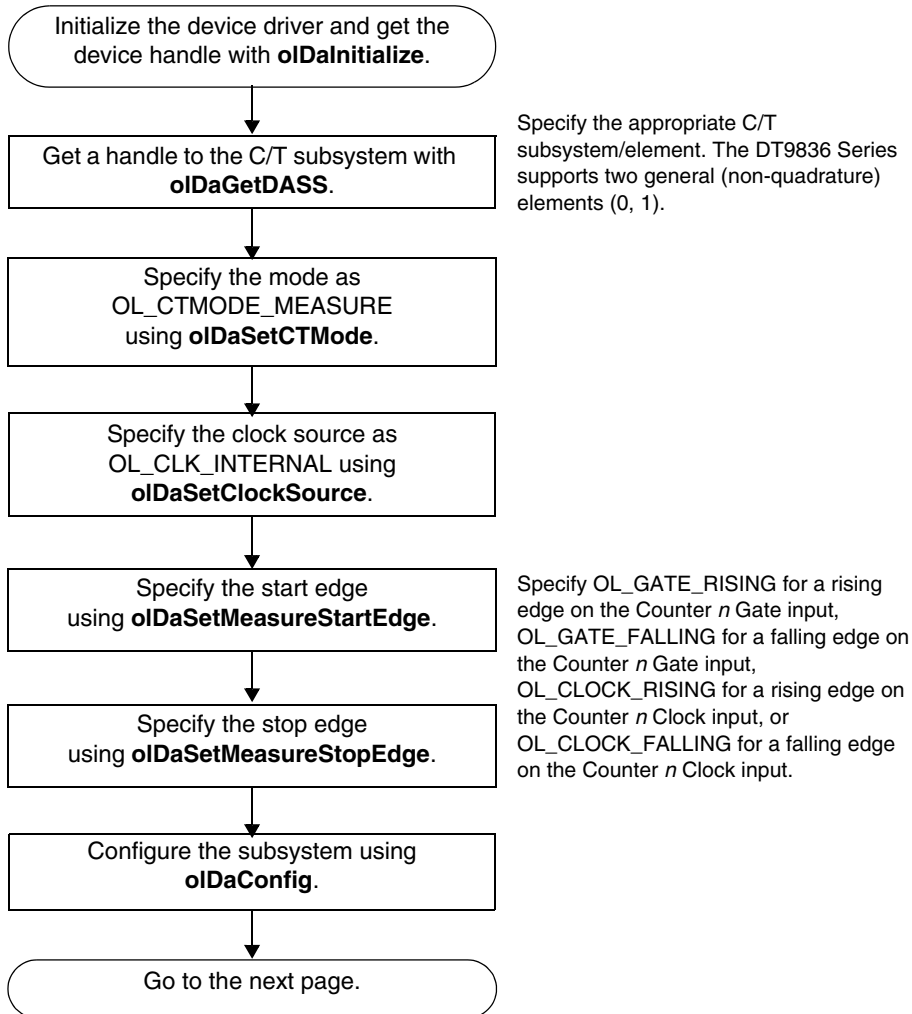 Initialize the device driver and get the
device handle with olDaInitialize.
Get a handle to the C/T subsystem with
olDaGetDASS.
Specify the appropriate C/T
subsystem/element. The DT9836 Series
supports two general (non-quadrature)
elements (0, 1).
Specify the mode as
OL_CTMODE_MEASURE
using olDaSetCTMode.
Specify the clock source as
OL_CLK_INTERNAL using
olDaSetClockSource.
Specify the start edge
using olDaSetMeasureStartEdge.
Specify OL_GATE_RISING for a rising
edge on the Counter n Gate input,
OL_GATE_FALLING for a falling edge on
the Counter n Gate input,
OL_CLOCK_RISING for a rising edge on
the Counter n Clock input, or
OL_CLOCK_FALLING for a falling edge
on the Counter n Clock input.
Specify the stop edge
using olDaSetMeasureStopEdge.
Configure the subsystem using
olDaConfig.
Go to the next page.